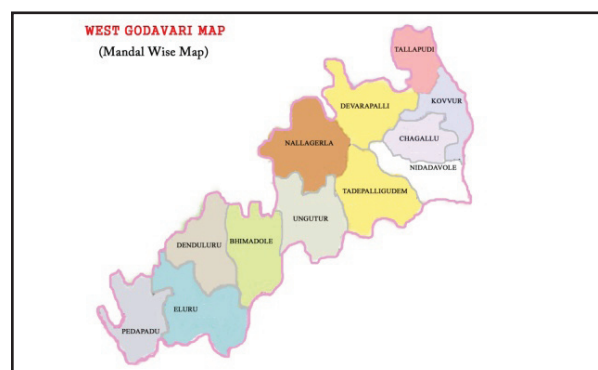 WEST GODAVARI MAP
(Mandal Wise Map)
TALLAPUDI
DEVARAPALLI
KOVVUR
CHAGALLU
NALLAGERLA
NIDADAVOLE
TADEPALLIGUDEM
UNGUTUR
DENDULURU
BHIMADOLE
ELURU
PEDAPADU